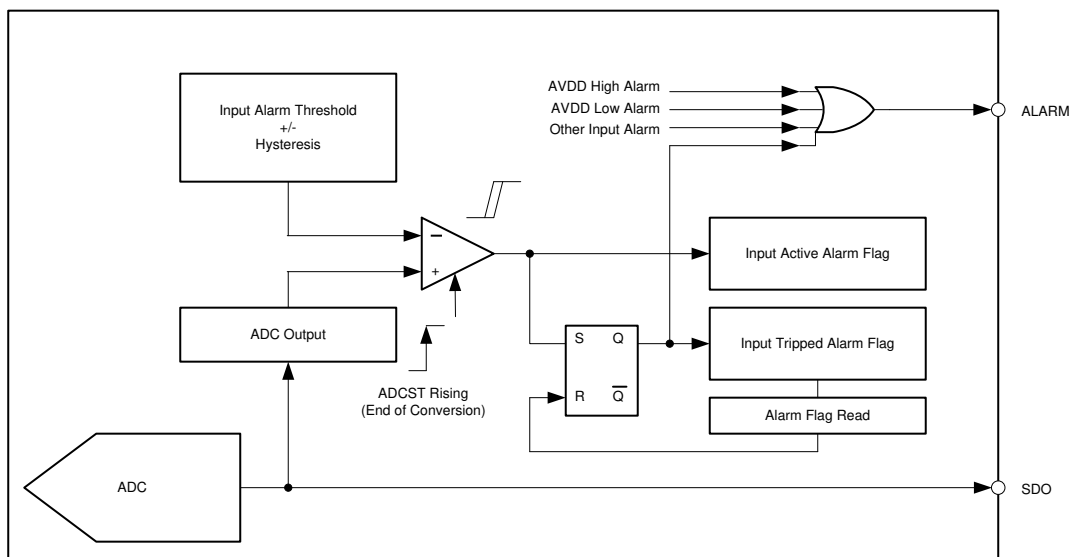 AVDD High Alarm
AVDD Low Alarm
Other Input Alarm
ALARM
Input Alarm Threshold
+/-
Hysteresis
−
+
Input Active Alarm Flag
ADC Output
ADCST Rising
(End of Conversion)
S Q
R Q̅
Input Tripped Alarm Flag
Alarm Flag Read
ADC
SDO